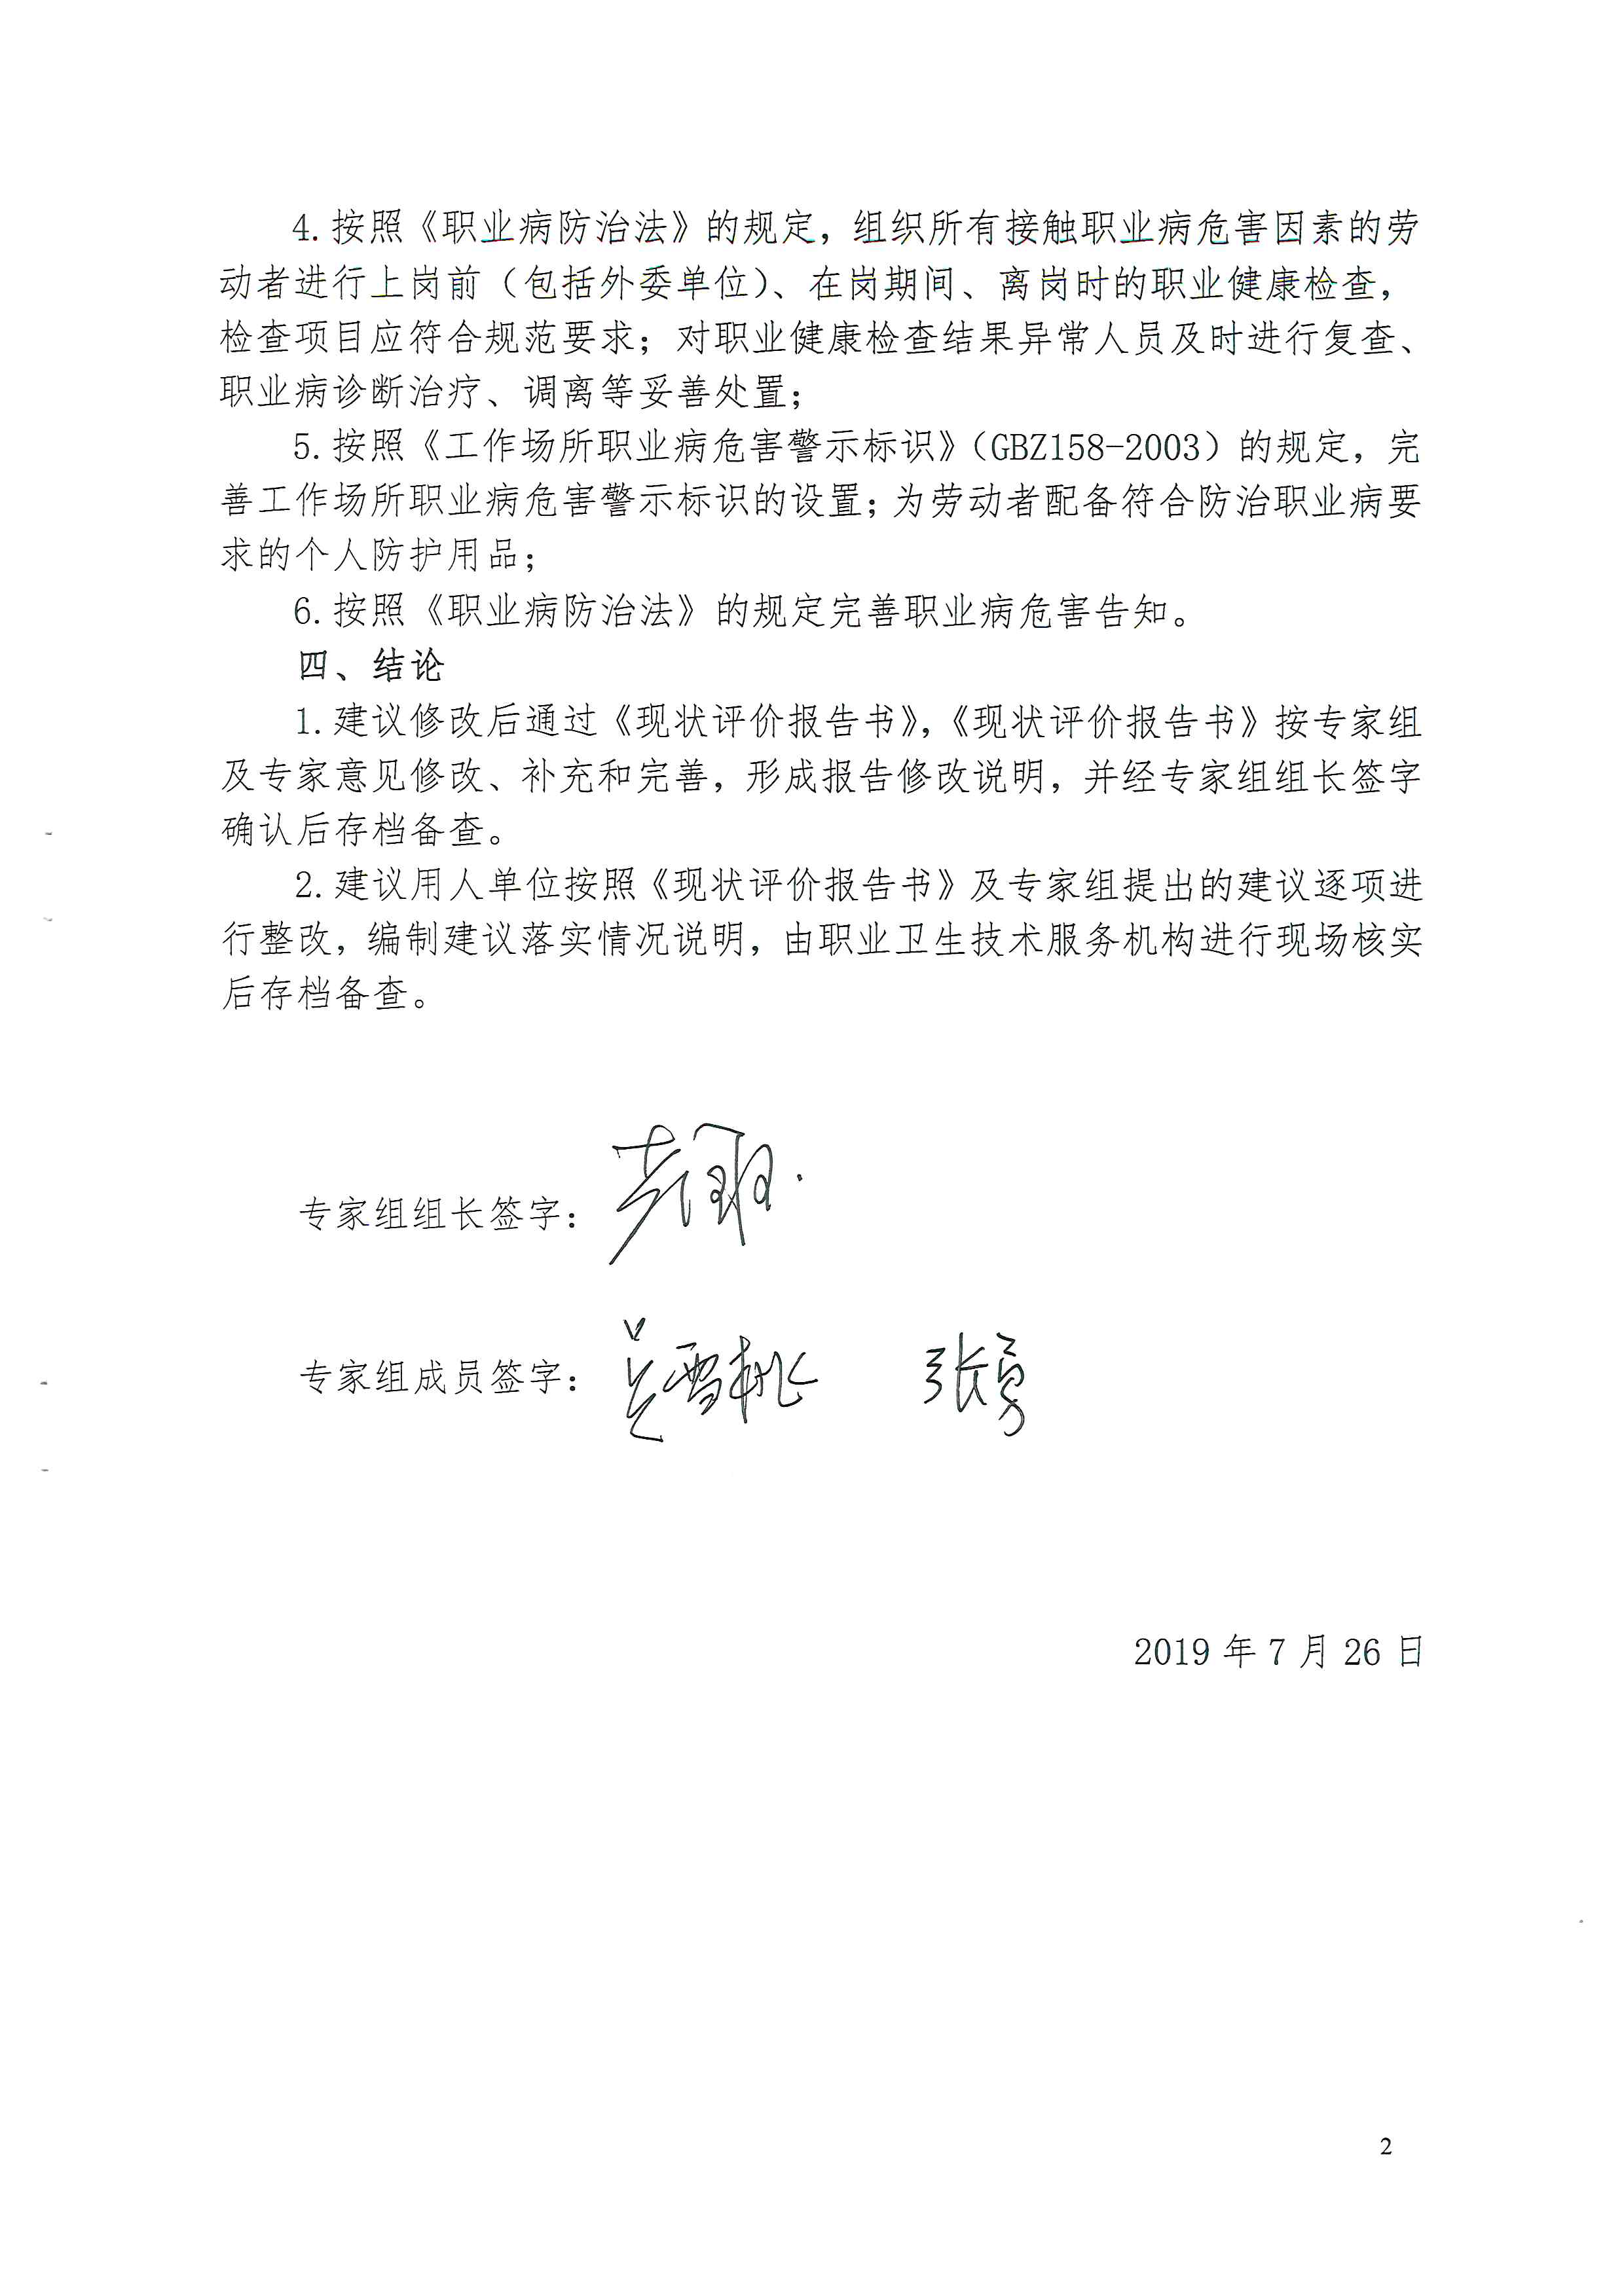 4.按照《职业病防治法》的规定，组织所有接触职业病危害因素的劳
动者进行上岗前（包括外委单位）、在岗期间、离岗时的职业健康检查，
检查项目应符合规范要求；对职业健康检查结果异常人员及时进行复查、
职业病诊断治疗、调离等妥善处置；
5.按照《工作场所职业病危害警示标识》（GBZ158-2003）的规定，完
善工作场所职业病危害警示标识的设置；为劳动者配备符合防治职业病要
求的个人防护用品；
6.按照《职业病防治法》的规定完善职业病危害告知。
四、结论
1.建议修改后通过《现状评价报告书》，《现状评价报告书》按专家组
及专家意见修改、补充和完善，形成报告修改说明，并经专家组组长签字
确认后存档备查。
2.建议用人单位按照《现状评价报告书》及专家组提出的建议逐项进
行整改，编制建议落实情况说明，由职业卫生技术服务机构进行现场核实
后存档备查。
专家组组长签字：
专家组成员签字：吴雪桃 张勇
2019 年 7 月 26 日
2